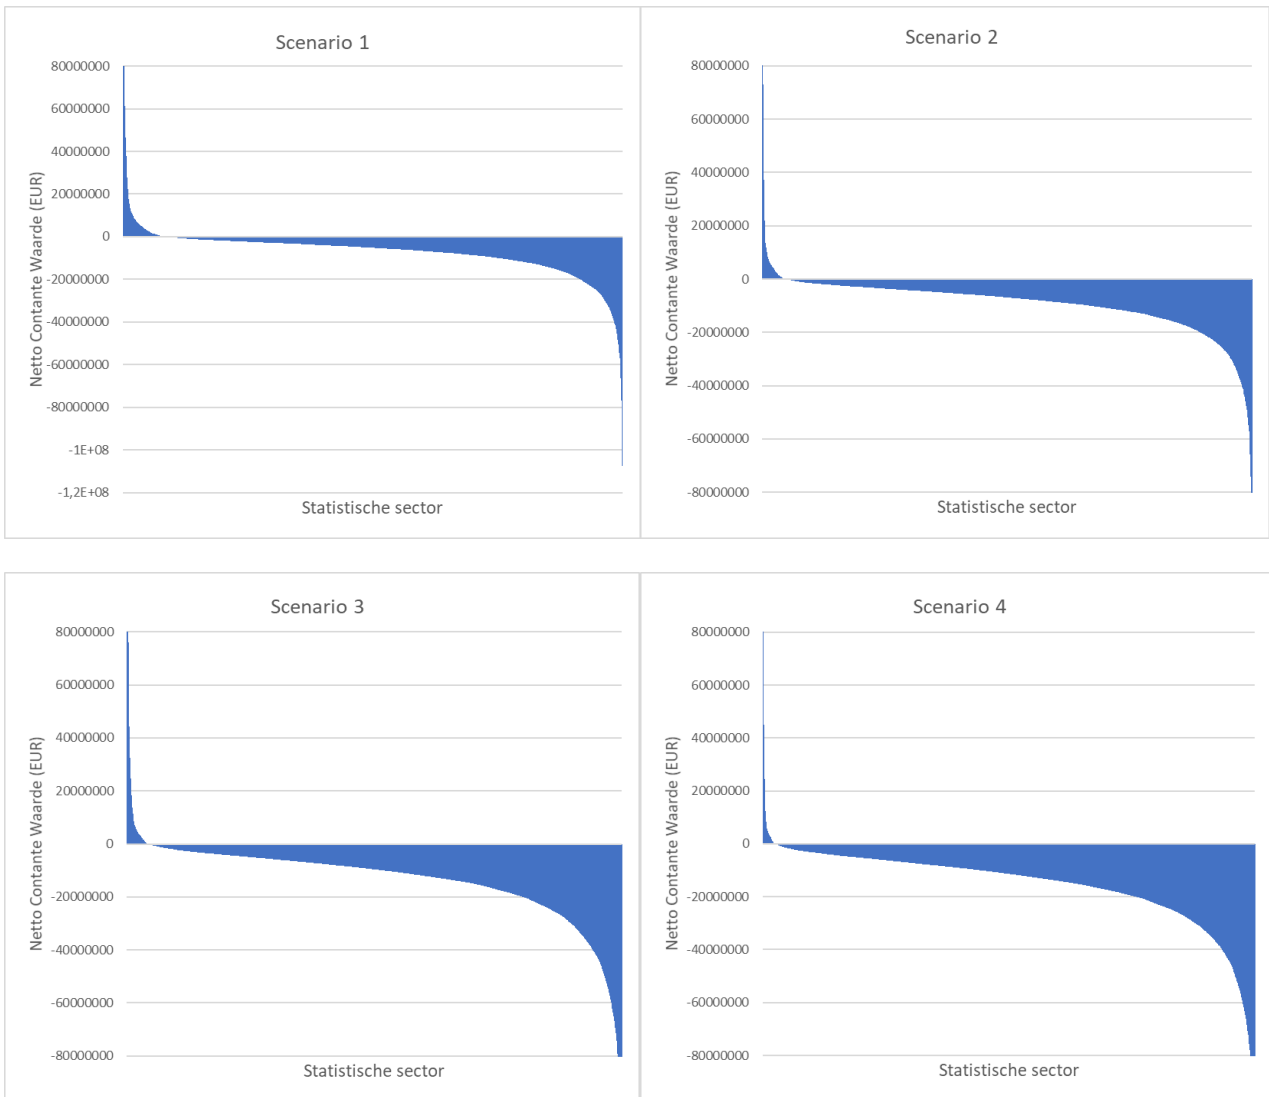 Scenario 1
Netto Contante Waarde (EUR)
80000000
60000000
40000000
20000000
0
-20000000
-40000000
-60000000
-80000000
-1E+08
-1,2E+08
Statistische sector
Scenario 2
Netto Contante Waarde (EUR)
80000000
60000000
40000000
20000000
0
-20000000
-40000000
-60000000
-80000000
Statistische sector
Scenario 3
Netto Contante Waarde (EUR)
80000000
60000000
40000000
20000000
0
-20000000
-40000000
-60000000
-80000000
Statistische sector
Scenario 4
Netto Contante Waarde (EUR)
80000000
60000000
40000000
20000000
0
-20000000
-40000000
-60000000
-80000000
Statistische sector